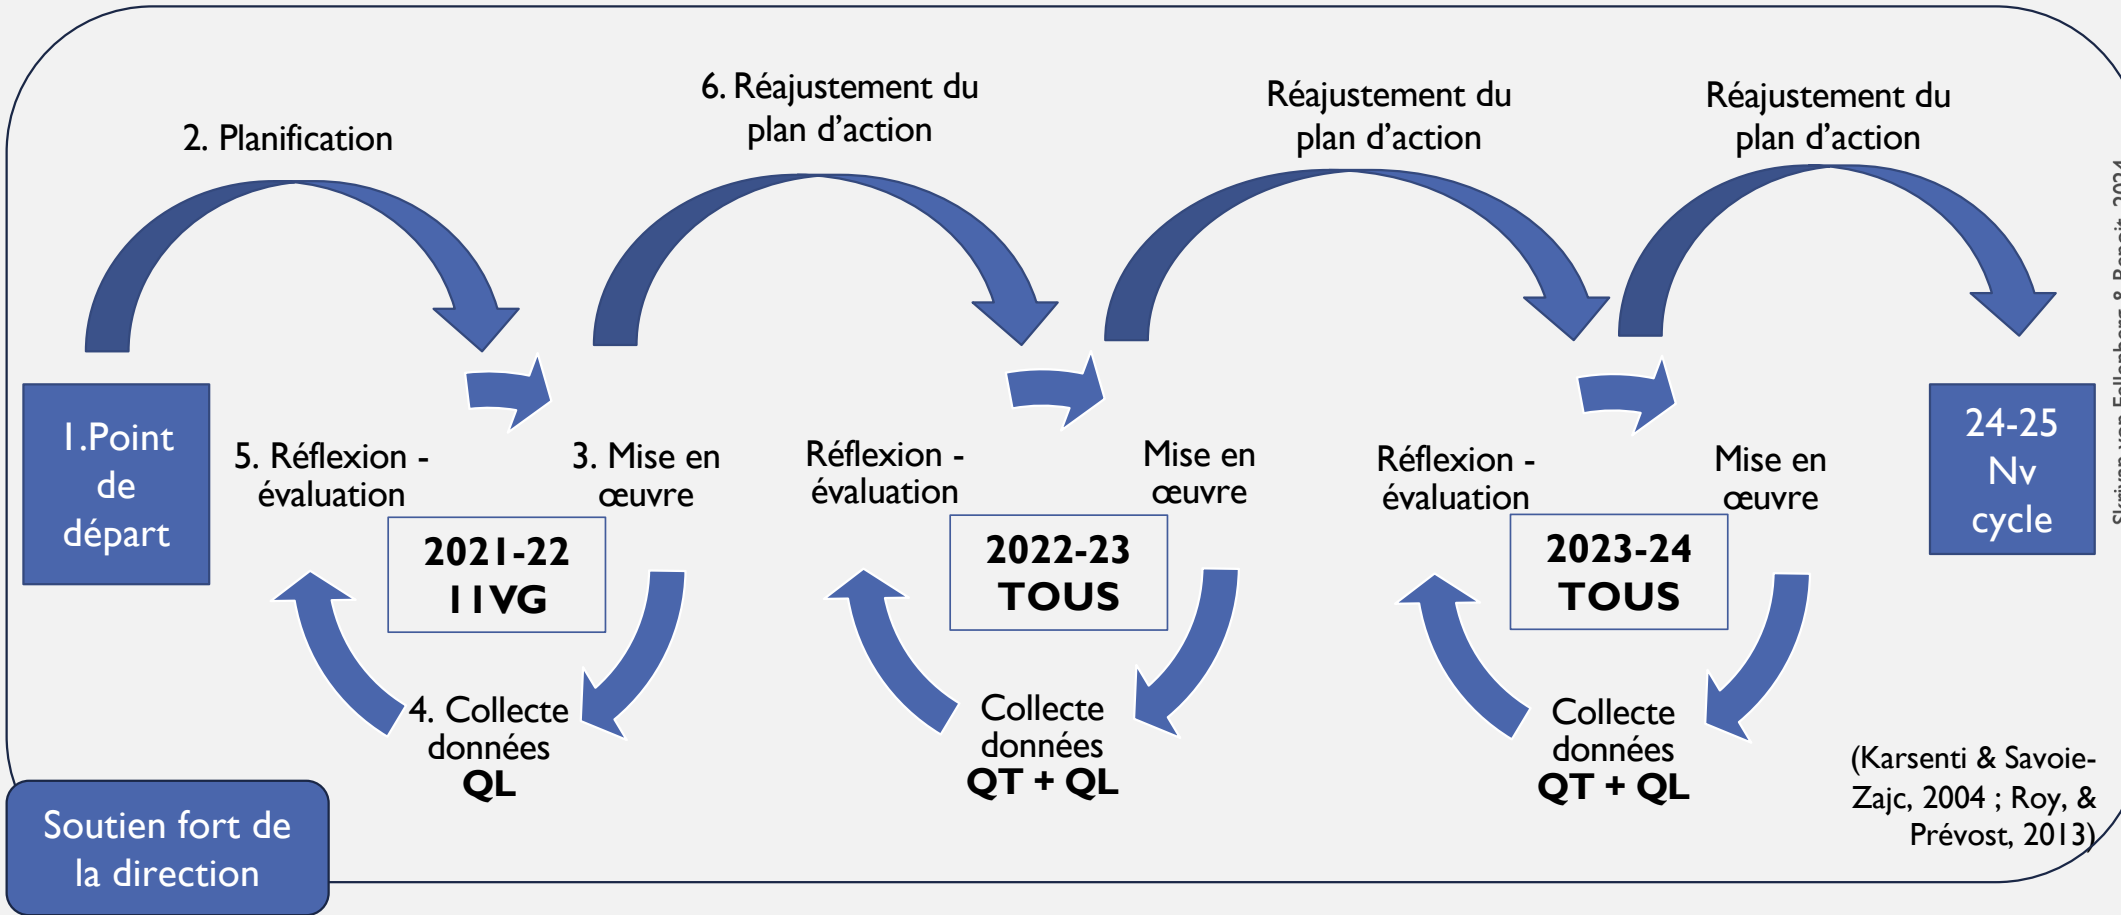 2. Planification
6. Réajustement du
plan d'action
Réajustement du
plan d'action
Réajustement du
plan d'action
1.Point
de
départ
5. Réflexion -
évaluation
3. Mise en
œuvre
2021-22
11VG
4. Collecte
données
QL
Réflexion -
évaluation
Mise en
œuvre
2022-23
TOUS
Collecte
données
QT + QL
Réflexion -
évaluation
Mise en
œuvre
2023-24
TOUS
Collecte
données
QT + QL
24-25
Nv
cycle
(Karsenti & Savoie-
Zajc, 2004 ; Roy, &
Prévost, 2013)
Soutien fort de
la direction
& Benoit, 2024